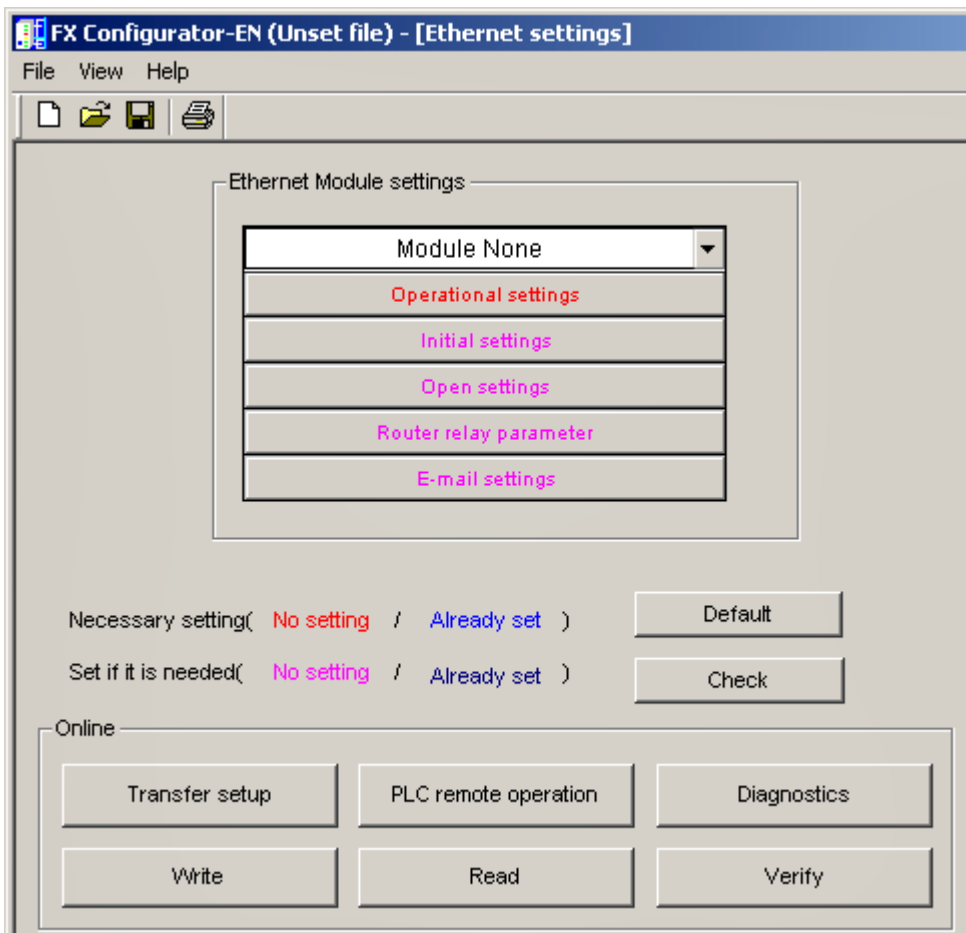 FX Configurator-EN (Unset file) - [Ethernet settings]
File View Help
Ethernet Module settings
Module None
Operational settings
Initial settings
Open settings
Router relay parameter
E-mail settings
Necessary setting( No setting / Already set )
Default
Set if it is needed( No setting / Already set )
Check
Online
Transfer setup PLC remote operation Diagnostics
Write Read Verify